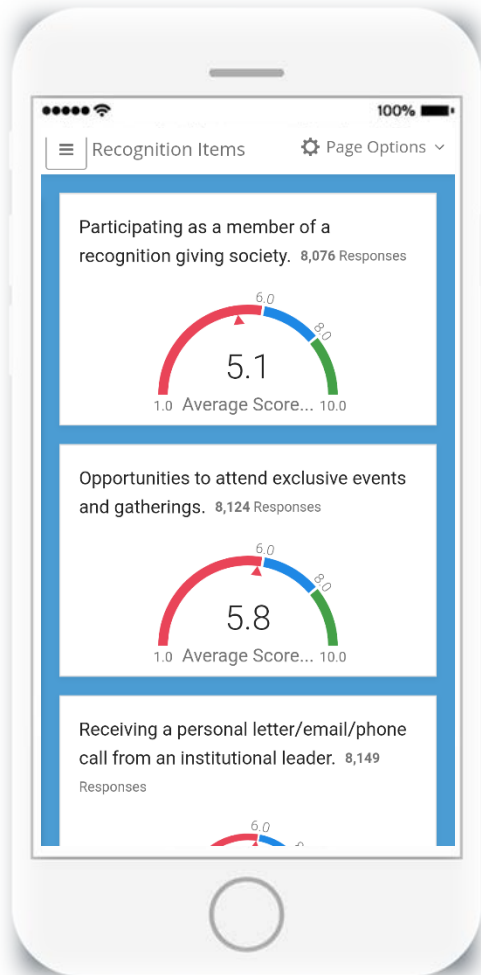 100%
Recognition Items Page Options
Participating as a member of a
recognition giving society. 8,076 Responses
6.0
8.0
5.1
1.0 Average Score... 10.0
Opportunities to attend exclusive events
and gatherings. 8,124 Responses
6.0
8.0
5.8
1.0 Average Score... 10.0
Receiving a personal letter/email/phone
call from an institutional leader. 8,149
Responses
6.0